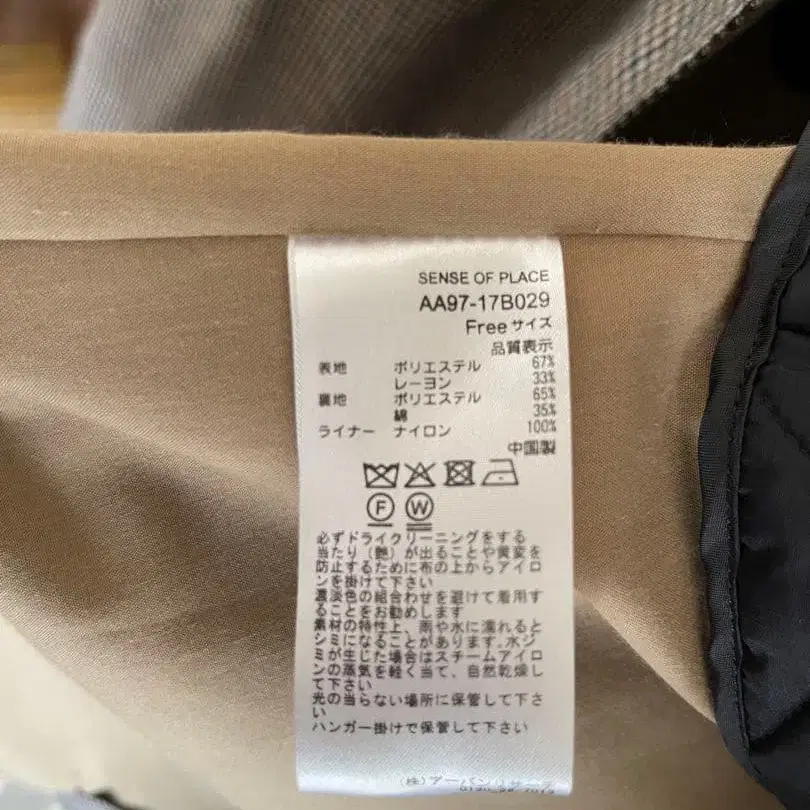 SENSE OF PLACE
AA97-17B029
Freeサイズ
品質表示
表地 ポリエステル 67%
レーヨン 33%
裏地 ポリエステル 65%
綿 35%
ライナー ナイロン 100%
中国製
F W
必ずドライクリーニングをする
当たり(艶)が出ることや黄変を
防止するために布の上からアイロ
ンを掛けて下さい
濃淡色の組合わせを避けて着用す
ることをお勧めします
素材の特性上、雨や水に濡れると
シミになることがあります。水ジ
ミが生じた場合はスチームアイロ
ンの蒸気を軽く当て、自然乾燥し
て下さい
光の当らない場所に保管して下さ
い
ハンガー掛けで保管して下さい
(株)アーバンリサーチ